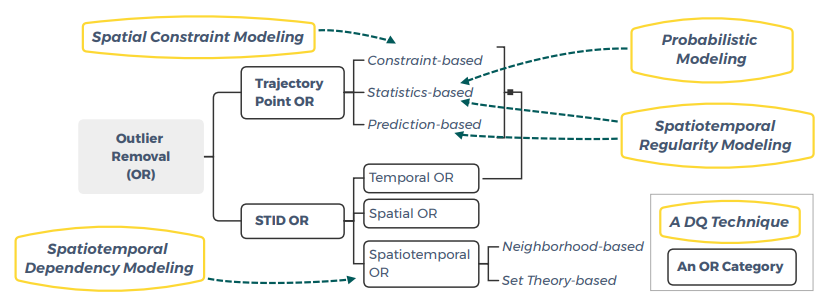 Spatial Constraint Modeling
Constraint-based
Probabilistic
Modeling
Trajectory
Point OR
Statistics-based
Prediction-based
Spatiotemporal
Regularity Modeling
Outlier
Removal
(OR)
Temporal OR
STID OR
Spatial OR
A DQ Technique
Spatiotemporal
Dependency Modeling
Spatiotemporal
OR
Neighborhood-based
Set Theory-based
An OR Category